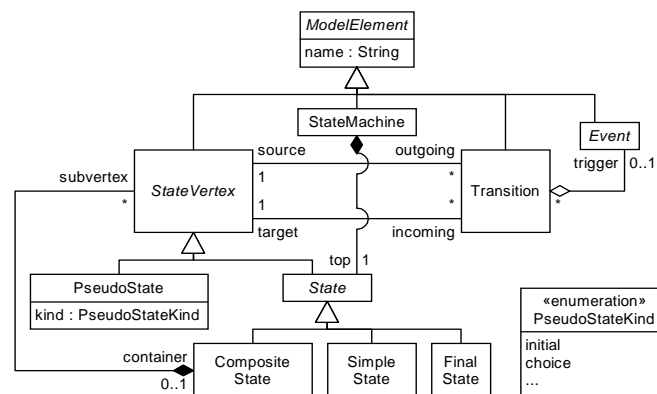 ModelElement
name : String
StateMachine
Event
source
outgoing
trigger
0..1
subvertex
StateVertex
1
*
Transition
*
1
*
*
target
incoming
PseudoState
kind : PseudoStateKind
top
1
State
«enumeration»
PseudoStateKind
initial
choice
...
container
0..1
Composite
State
Simple
State
Final
State